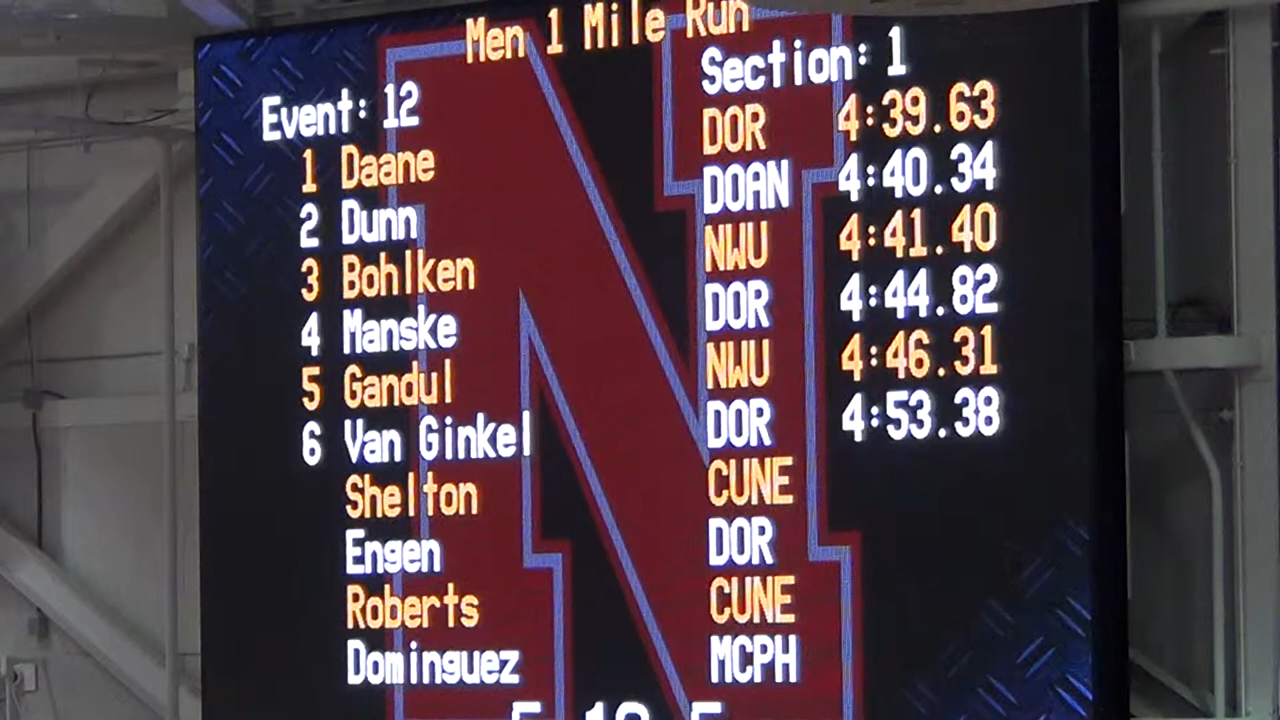 Men 1 Mile Run
Event: 12 Section: 1
1 Daane DOR 4:39.63
2 Dunn DOAN 4:40.34
3 Bohlken NWU 4:41.40
4 Manske DOR 4:44.82
5 Gandul NWU 4:46.31
6 Van Ginkel DOR 4:53.38
Shelton CUNE
Engen DOR
Roberts CUNE
Dominguez MCPH
N